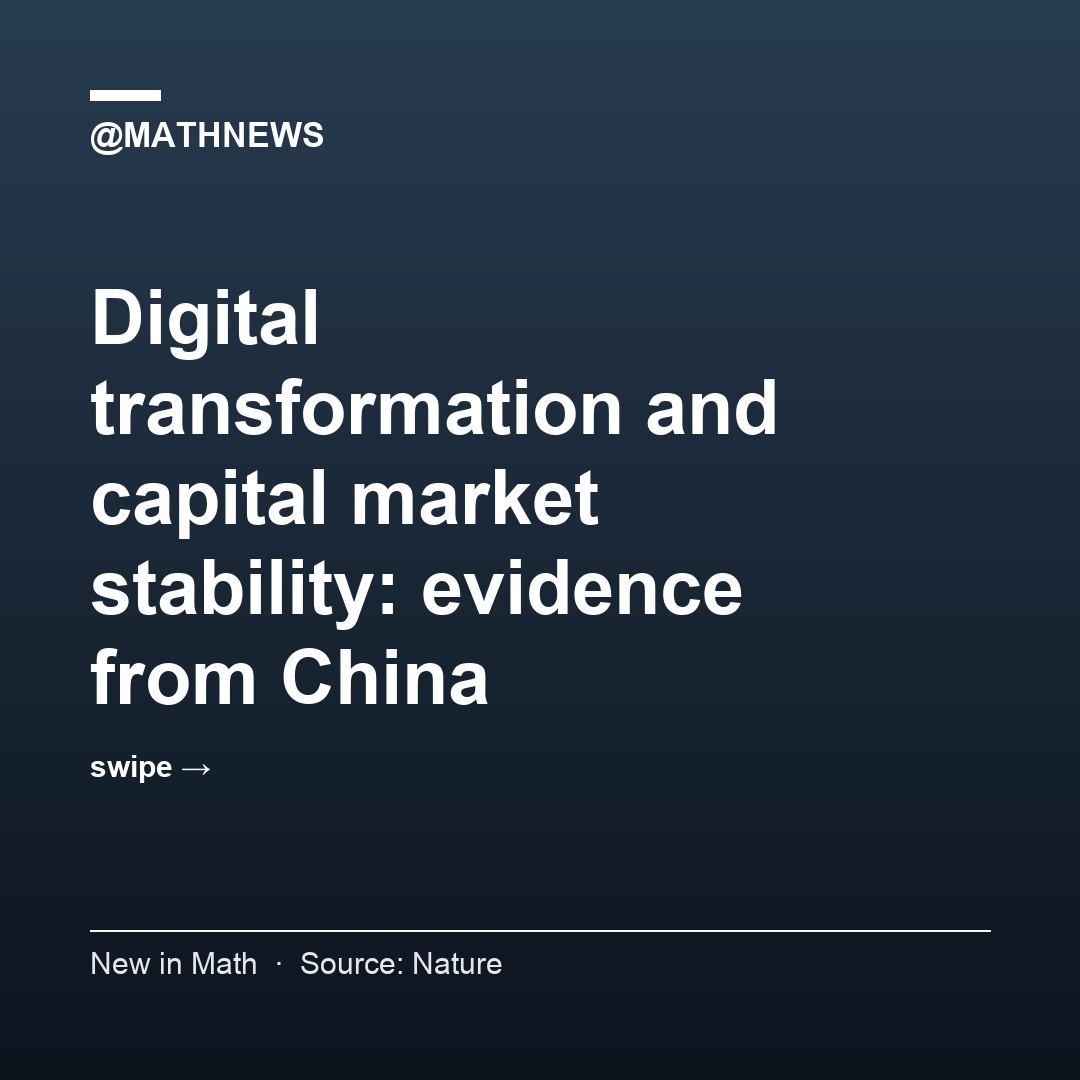 @MATHNEWS
Digital
transformation and
capital market
stability: evidence
from China
swipe →
New in Math · Source: Nature